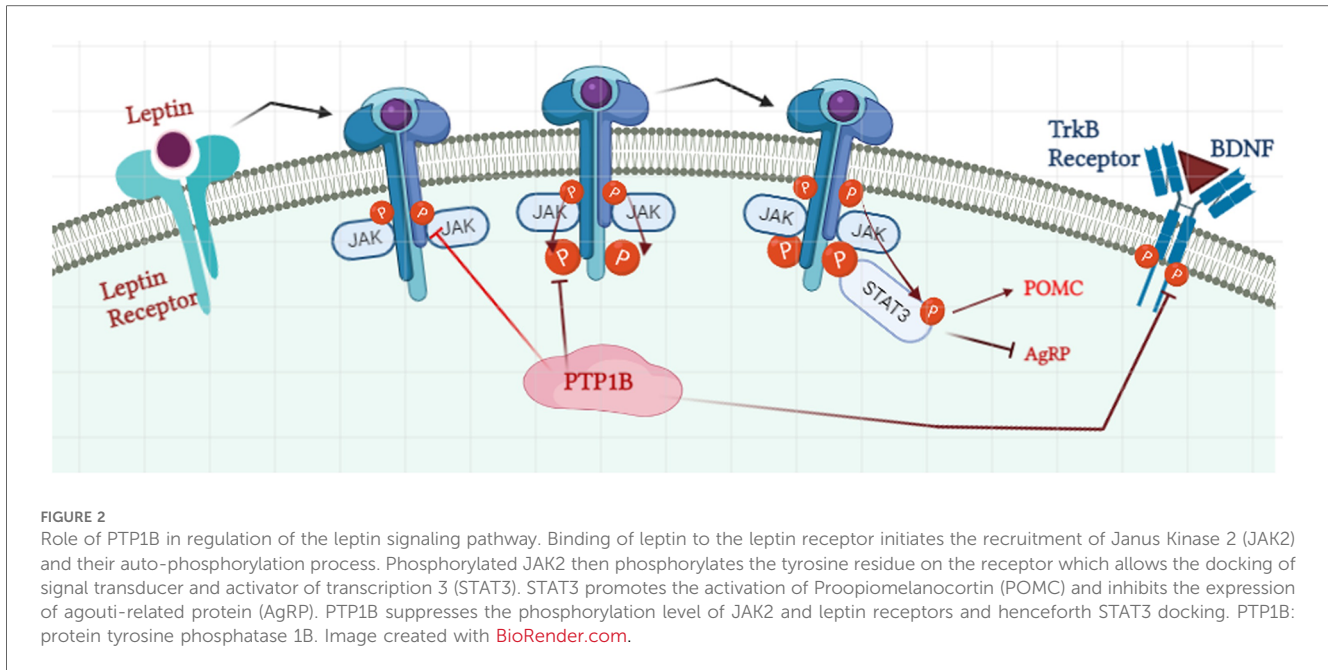 Leptin
Leptin
Receptor
P
P
JAK
JAK
P
P
JAK
JAK
P
P
P
P
JAK
JAK
P
P
STAT3
P
POMC
AgRP
PTP1B
TrkB
Receptor
BDNF
P
P
FIGURE 2
Role of PTP1B in regulation of the leptin signaling pathway. Binding of leptin to the leptin receptor initiates the recruitment of Janus Kinase 2 (JAK2)
and their auto-phosphorylation process. Phosphorylated JAK2 then phosphorylates the tyrosine residue on the receptor which allows the docking of
signal transducer and activator of transcription 3 (STAT3). STAT3 promotes the activation of Proopiomelanocortin (POMC) and inhibits the expression
of agouti-related protein (AgRP). PTP1B suppresses the phosphorylation level of JAK2 and leptin receptors and henceforth STAT3 docking. PTP1B:
protein tyrosine phosphatase 1B. Image created with BioRender.com.